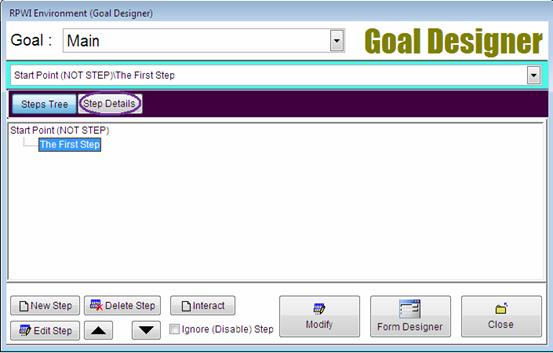 RPWI Environment (Goal Designer)
Goal : Main
Goal Designer
Start Point (NOT STEP)\The First Step
Steps Tree Step Details
Start Point (NOT STEP)
The First Step
New Step Delete Step Interact
Edit Step Ignore (Disable) Step
Modify Form Designer Close